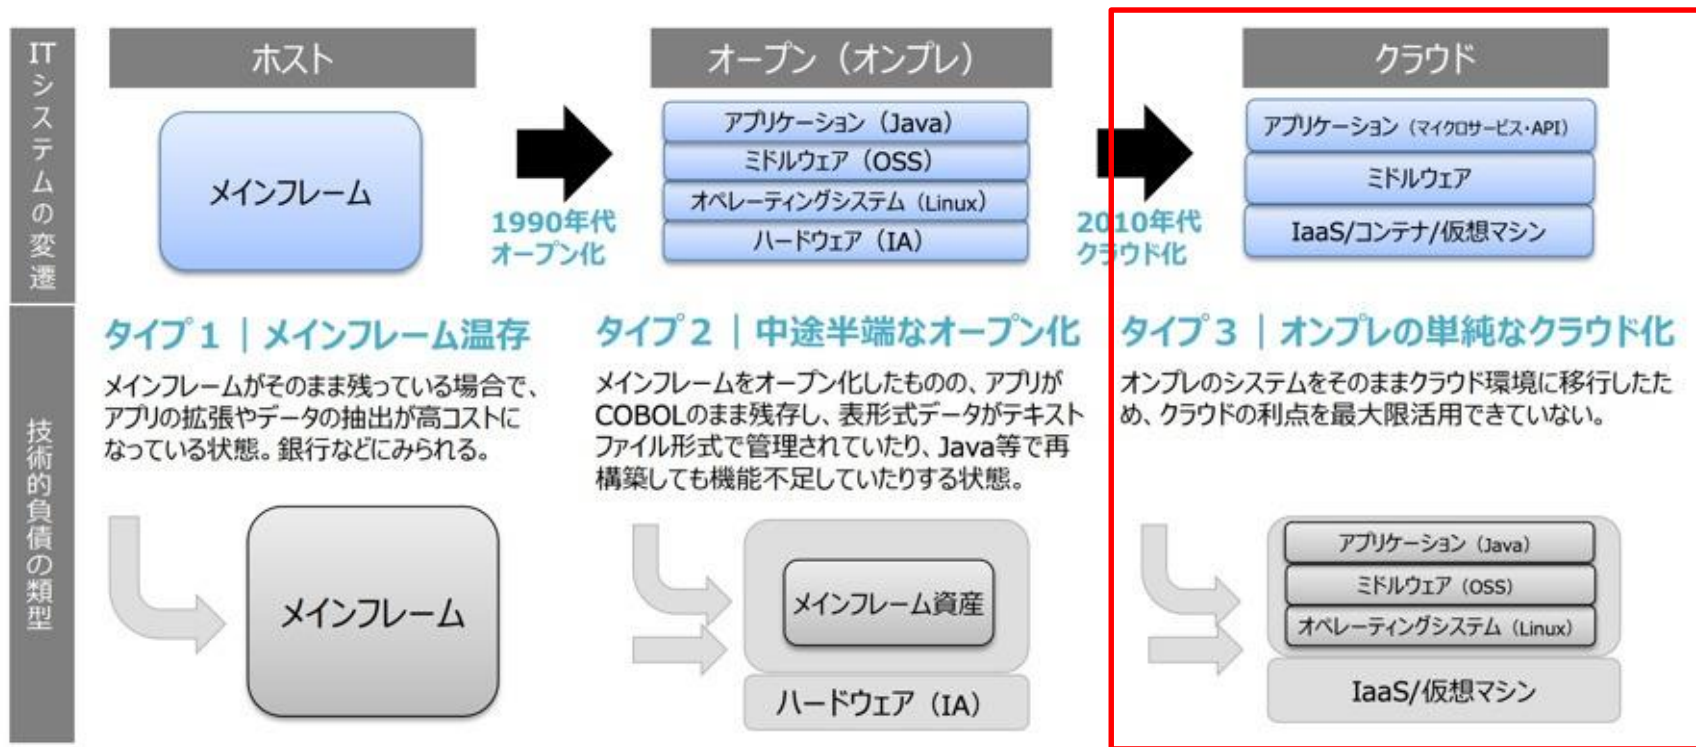 ITシステムの変遷
ホスト
メインフレーム
1990年代
オープン化
オープン（オンプレ）
アプリケーション（Java）
ミドルウェア（OSS）
オペレーティングシステム（Linux）
ハードウェア（IA）
2010年代
クラウド化
クラウド
アプリケーション（マイクロサービス・API）
ミドルウェア
IaaS/コンテナ/仮想マシン
技術的負債の類型
タイプ１｜メインフレーム温存
メインフレームがそのまま残っている場合で、
アプリの拡張やデータの抽出が高コストに
なっている状態。銀行などにみられる。
メインフレーム
タイプ２｜中途半端なオープン化
メインフレームをオープン化したものの、アプリが
COBOLのまま残存し、表形式データがテキスト
ファイル形式で管理されていたり、Java等で再
構築しても機能不足していたりする状態。
メインフレーム資産
ハードウェア（IA）
タイプ３｜オンプレの単純なクラウド化
オンプレのシステムをそのままクラウド環境に移行したた
め、クラウドの利点を最大限活用できていない。
アプリケーション（Java）
ミドルウェア（OSS）
オペレーティングシステム（Linux）
IaaS/仮想マシン